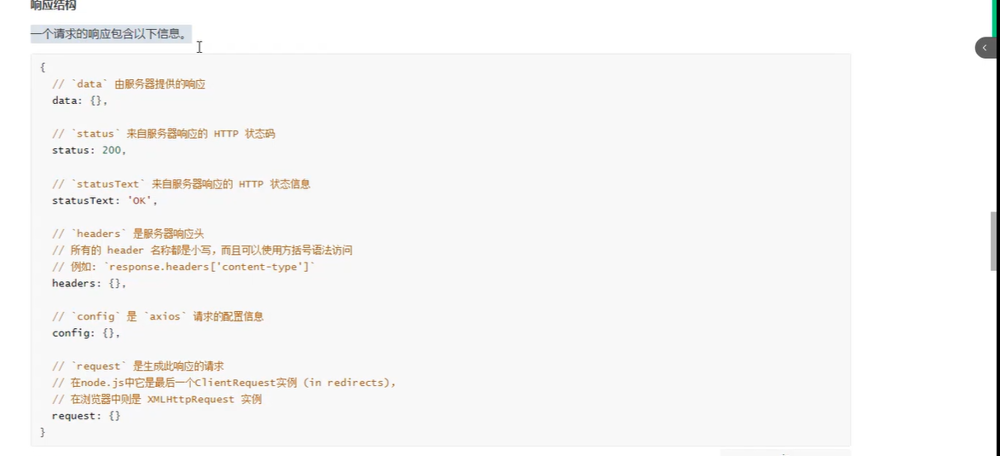 响应结构
一个请求的响应包含以下信息。
{
// `data` 由服务器提供的响应
data: {},
// `status` 来自服务器响应的 HTTP 状态码
status: 200,
// `statusText` 来自服务器响应的 HTTP 状态信息
statusText: 'OK',
// `headers` 是服务器响应头
// 所有的 header 名称都是小写，而且可以使用方括号语法访问
// 例如: `response.headers['content-type']`
headers: {},
// `config` 是 `axios` 请求的配置信息
config: {},
// `request` 是生成此响应的请求
// 在node.js中它是最后一个ClientRequest实例 (in redirects)，
// 在浏览器中则是 XMLHttpRequest 实例
request: {}
}